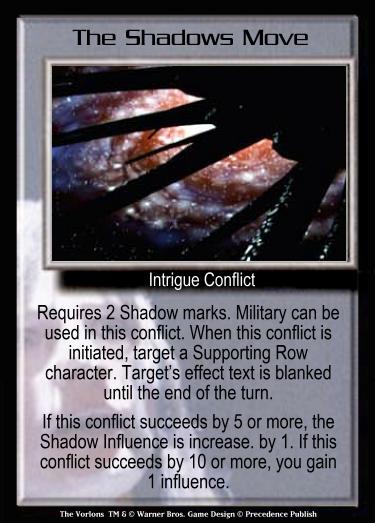 The Shadows Move
Intrigue Conflict
Requires 2 Shadow marks. Military can be
used in this conflict. When this conflict is
initiated, target a Supporting Row
character. Target's effect text is blanked
until the end of the turn.
If this conflict succeeds by 5 or more, the
Shadow Influence is increase. by 1. If this
conflict succeeds by 10 or more, you gain
1 influence.
The Vorlons TM & © Warner Bros. Game Design © Precedence Publish